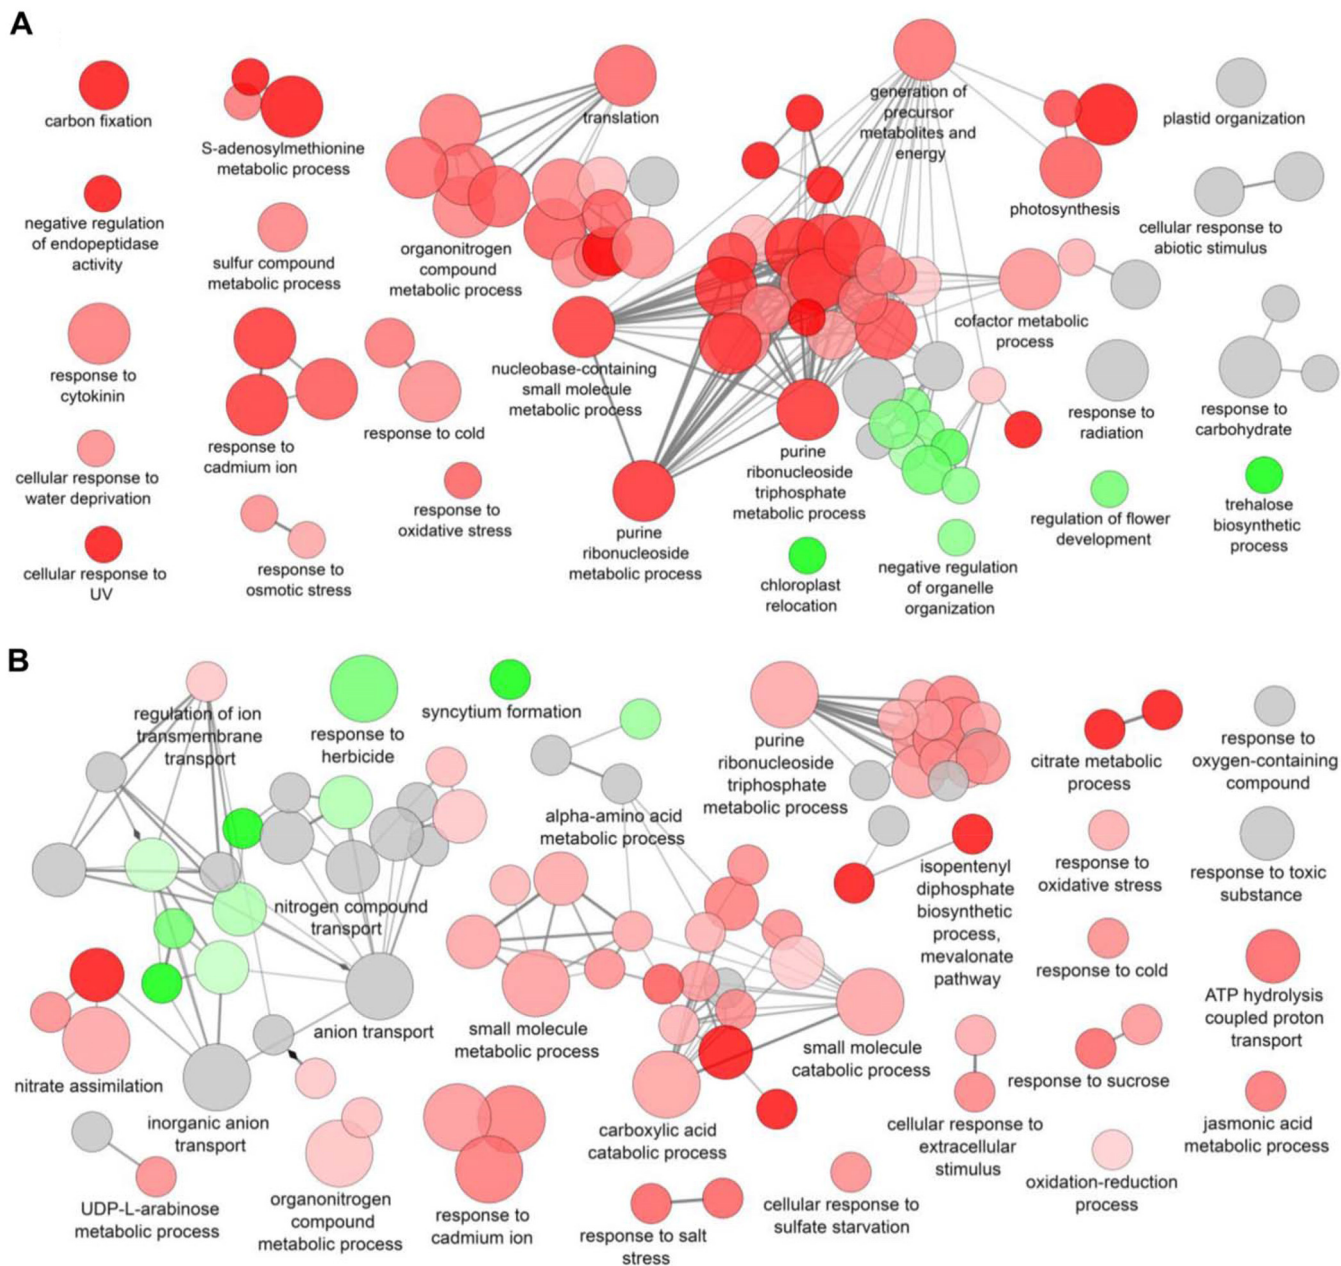 A
carbon fixation
negative regulation
of endopeptidase
activity
response to
cytokinin
cellular response to
water deprivation
cellular response to
UV
S-adenosylmethionine
metabolic process
sulfur compound
metabolic process
response to
cadmium ion
response to
osmotic stress
response to cold
response to
oxidative stress
translation
organonitrogen
compound
metabolic process
nucleobase-containing
small molecule
metabolic process
purine
ribonucleoside
metabolic process
generation of
precursor
metabolites and
energy
photosynthesis
cofactor metabolic
process
purine
ribonucleoside
triphosphate
metabolic process
chloroplast
relocation
negative regulation
of organelle
organization
plastid organization
cellular response to
abiotic stimulus
response to
radiation
response to
carbohydrate
regulation of flower
development
trehalose
biosynthetic
process
B
regulation of ion
transmembrane
transport
response to
herbicide
syncytium formation
alpha-amino acid
metabolic process
nitrogen compound
transport
anion transport
nitrate assimilation
inorganic anion
transport
UDP-L-arabinose
metabolic process
organonitrogen
compound
metabolic process
response to
cadmium ion
small molecule
metabolic process
carboxylic acid
catabolic process
small molecule
catabolic process
response to salt
stress
cellular response to
sulfate starvation
purine
ribonucleoside
triphosphate
metabolic process
isopentenyl
diphosphate
biosynthetic
process,
mevalonate
pathway
cellular response to
extracellular
stimulus
citrate metabolic
process
response to
oxidative stress
response to cold
response to sucrose
oxidation-reduction
process
response to
oxygen-containing
compound
response to toxic
substance
ATP hydrolysis
coupled proton
transport
jasmonic acid
metabolic process